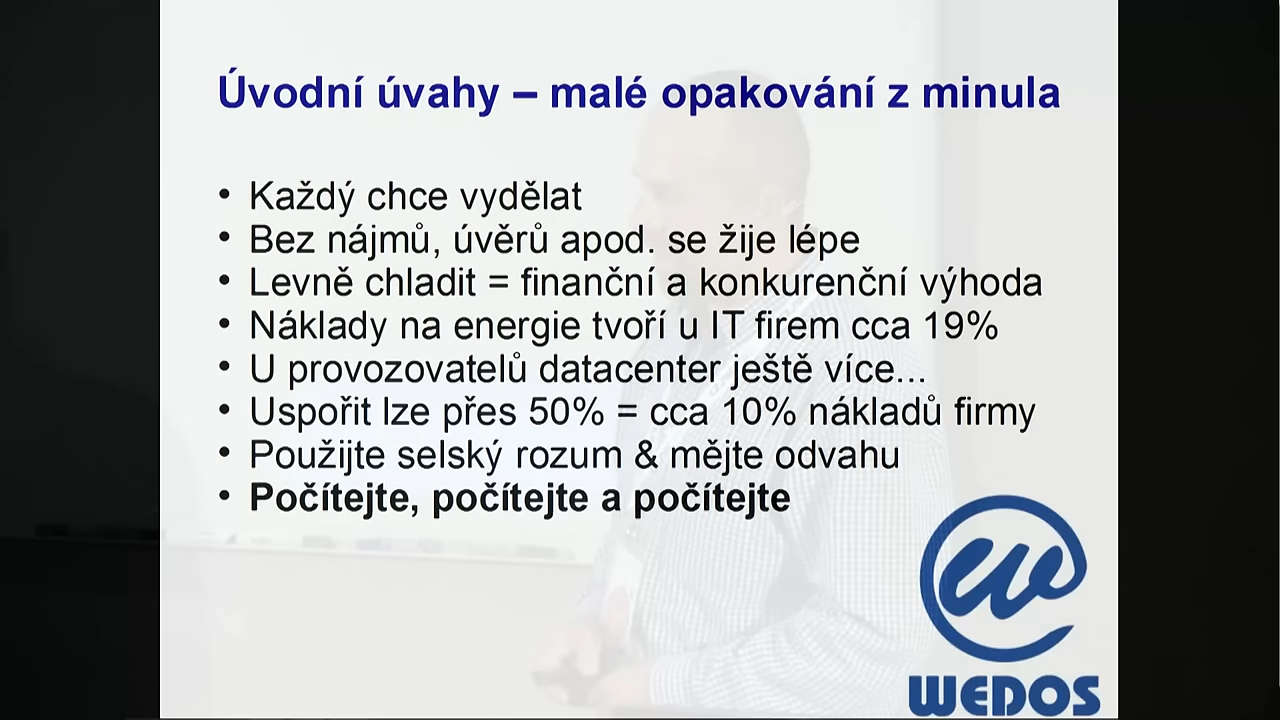 Úvodní úvahy – malé opakování z minula
• Každý chce vydělat
• Bez nájmů, úvěrů apod. se žije lépe
• Levně chladit = finanční a konkurenční výhoda
• Náklady na energie tvoří u IT firem cca 19%
• U provozovatelů datacenter ještě více...
• Uspořit lze přes 50% = cca 10% nákladů firmy
• Použijte selský rozum & mějte odvahu
• Počítejte, počítejte a počítejte
WEDOS